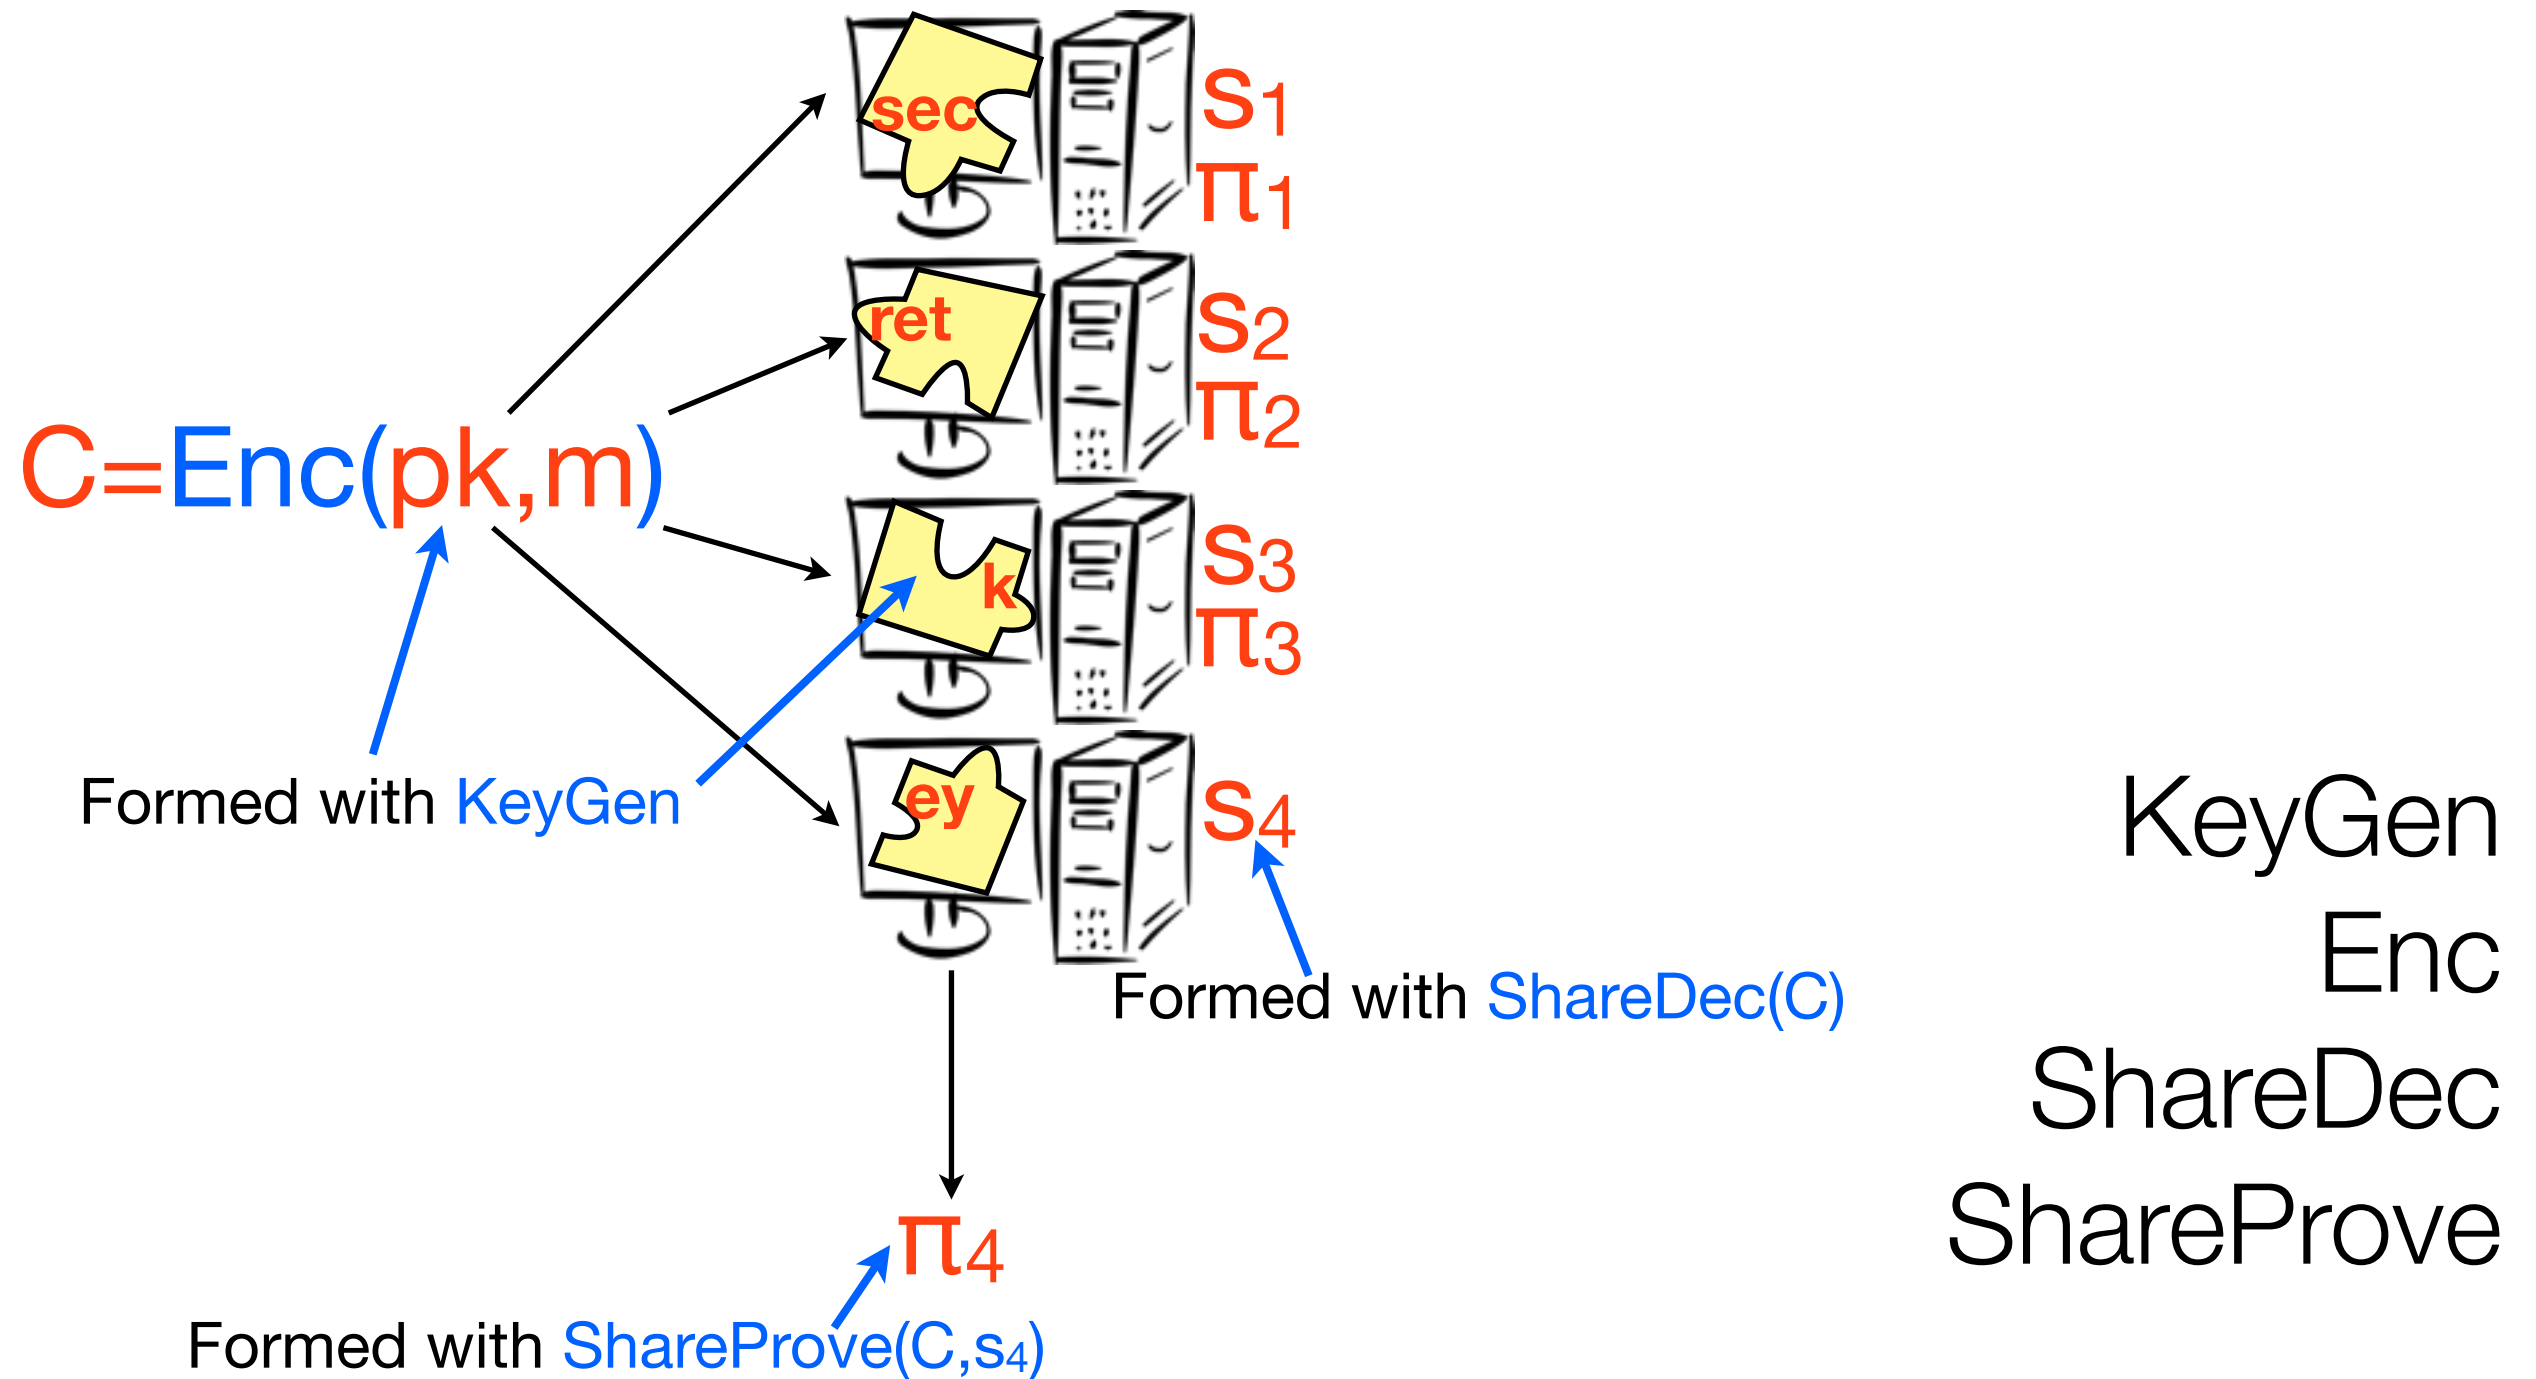 sec
s1
π1
ret
s2
π2
C=Enc(pk,m)
k
s3
π3
Formed with KeyGen
ey
s4
Formed with ShareDec(C)
π4
Formed with ShareProve(C,s4)
KeyGen
Enc
ShareDec
ShareProve